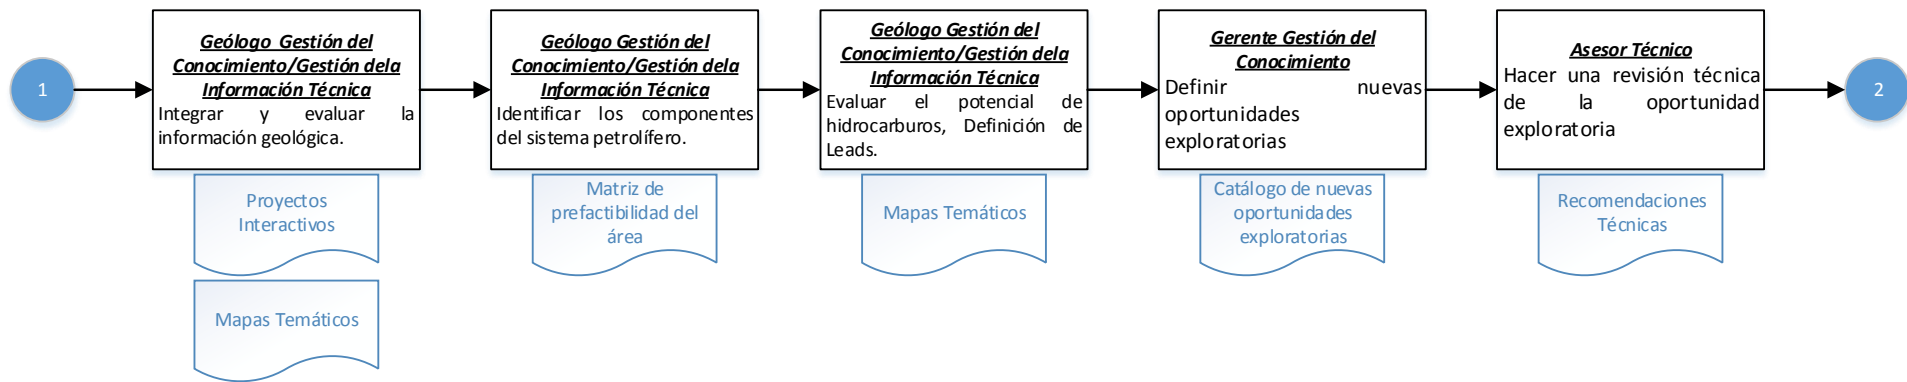 1
Geólogo Gestión del
Conocimiento/Gestión dela
Información Técnica
Integrar y evaluar la
información geológica.
Proyectos
Interactivos
Mapas Temáticos
Geólogo Gestión del
Conocimiento/Gestión dela
Información Técnica
Identificar los componentes
del sistema petrolífero.
Matriz de
prefactibilidad del
área
Geólogo Gestión del
Conocimiento/Gestión dela
Información Técnica
Evaluar el potencial de
hidrocarburos, Definición de
Leads.
Mapas Temáticos
Gerente Gestión del
Conocimiento
Definir nuevas
oportunidades
exploratorias
Catálogo de nuevas
oportunidades
exploratorias
Asesor Técnico
Hacer una revisión técnica
de la oportunidad
exploratoria
Recomendaciones
Técnicas
2